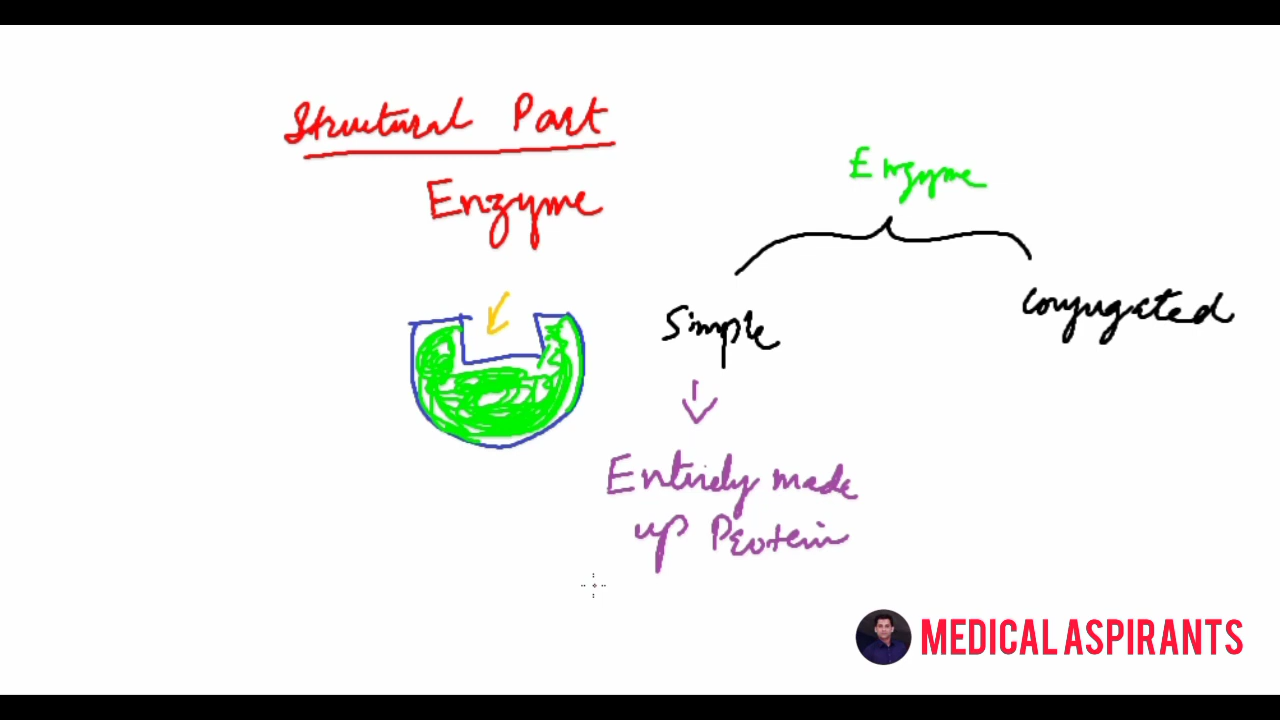 Structural Part
Enzyme
Enzyme
Simple
Conjugated
Entirely made
up Protein
MEDICAL ASPIRANTS